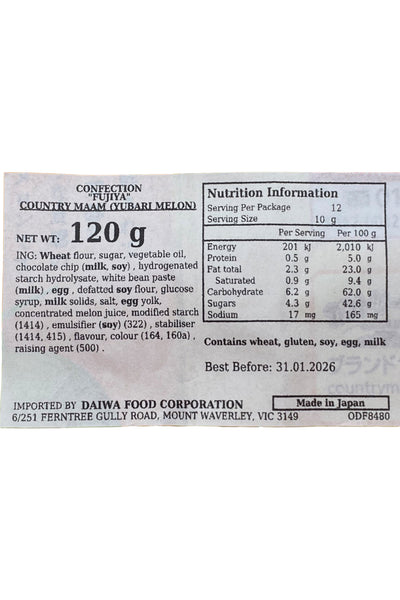 CONFECTION
"FUJIYA"
COUNTRY MAAM (YUBARI MELON)
NET WT: 120 g
ING: Wheat flour, sugar, vegetable oil,
chocolate chip (milk, soy) , hydrogenated
starch hydrolysate, white bean paste
(milk) , egg , defatted soy flour, glucose
syrup, milk solids, salt, egg yolk,
concentrated melon juice, modified starch
(1414) , emulsifier (soy) (322) , stabiliser
(1414, 415) , flavour, colour (164, 160a) ,
raising agent (500) .
Nutrition Information
Serving Per Package 12
Serving Size 10 g
Per Serving Per 100 g
Energy 201 kJ 2,010 kJ
Protein 0.5 g 5.0 g
Fat total 2.3 g 23.0 g
Saturated 0.9 g 9.4 g
Carbohydrate 6.2 g 62.0 g
Sugars 4.3 g 42.6 g
Sodium 17 mg 165 mg
Contains wheat, gluten, soy, egg, milk
Best Before: 31.01.2026
IMPORTED BY DAIWA FOOD CORPORATION
6/251 FERNTREE GULLY ROAD, MOUNT WAVERLEY, VIC 3149
Made in Japan
ODF8480